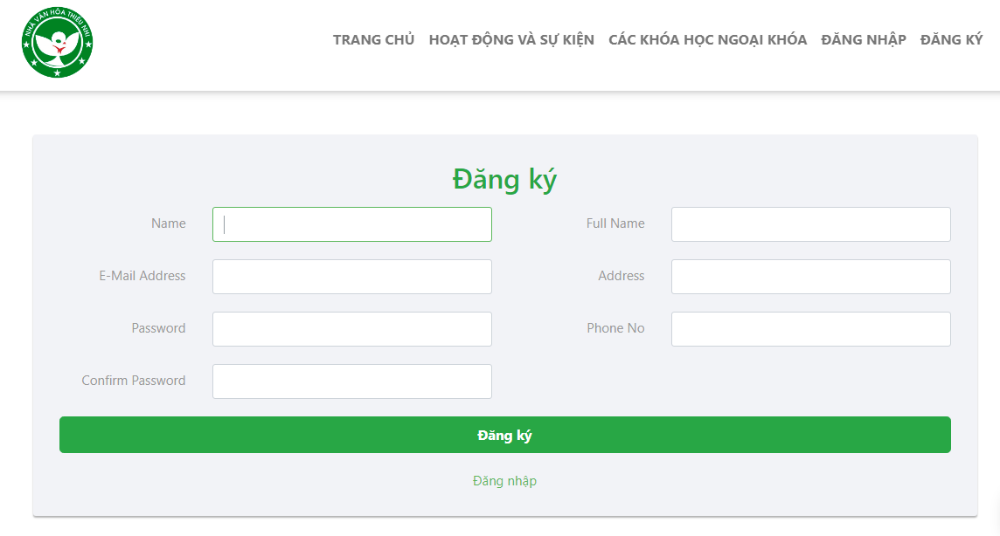 NHÀ VĂN HÓA THIẾU NHI
TRANG CHỦ HOẠT ĐỘNG VÀ SỰ KIỆN CÁC KHÓA HỌC NGOẠI KHÓA ĐĂNG NHẬP ĐĂNG KÝ
Đăng ký
Name
Full Name
E-Mail Address
Address
Password
Phone No
Confirm Password
Đăng ký
Đăng nhập